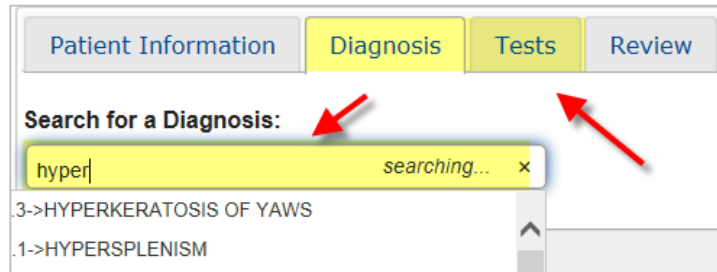 Patient Information Diagnosis Tests Review
Search for a Diagnosis:
hyper searching... ×
.3->HYPERKERATOSIS OF YAWS
.1->HYPERSPLENISM